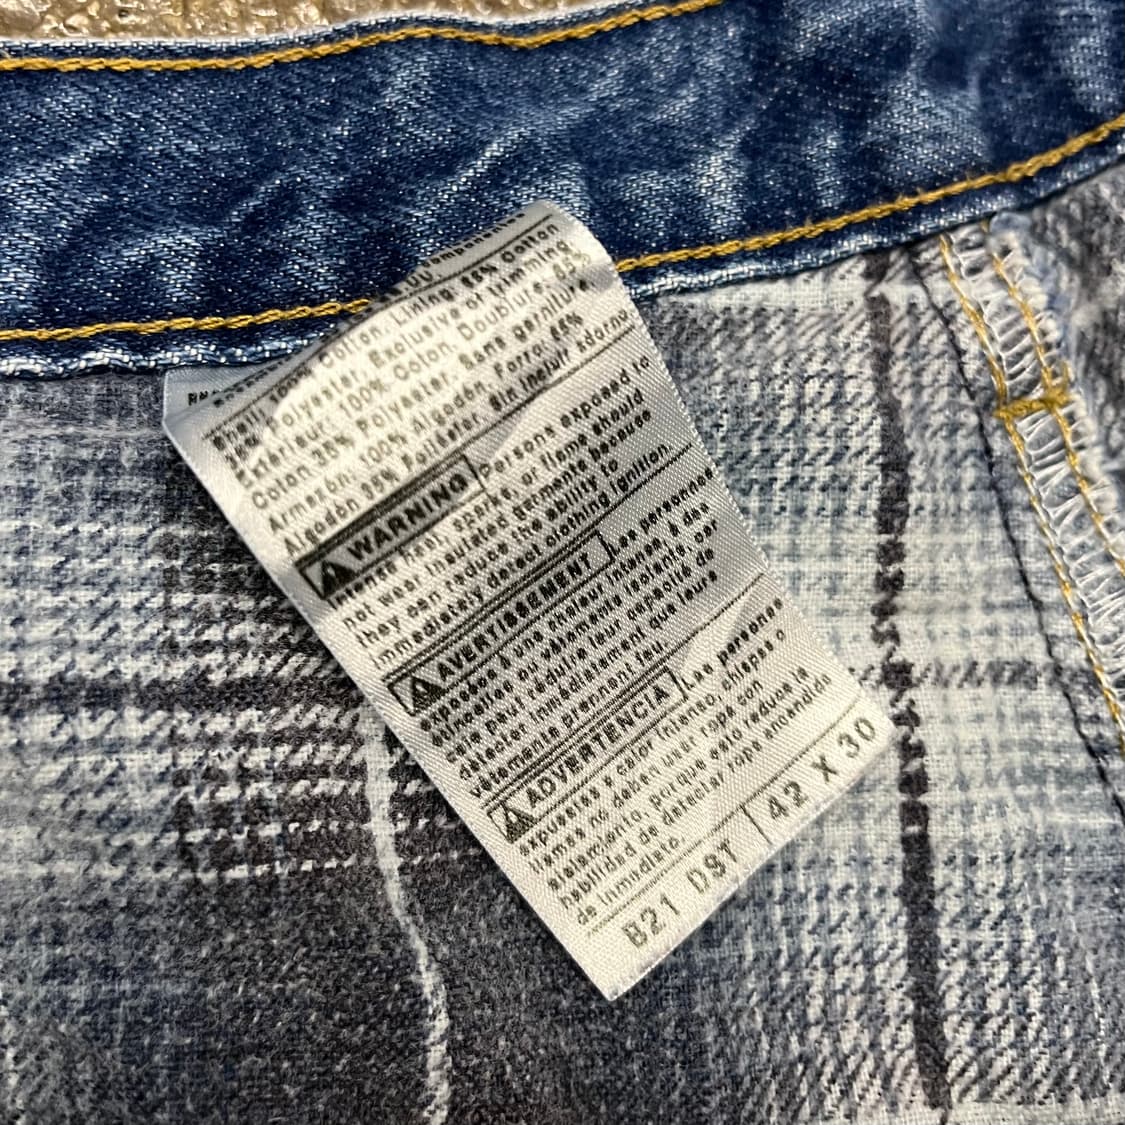 Shell 100% Cotton. Lining 65% Cotton
35% Polyester. Exclusive of trimming.
Extérieur: 100% Coton. Doublure: 65%
Coton 35% Polyester. Sans garniture.
Armazón: 100% Algodón. Forro: 65%
Algodón 35% Poliéster. Sin incluir adorno.
WARNING Persons exposed to
intense heat, sparks, or flame should
not wear insulated garments because
they can reduce the ability to
immediately detect clothing ignition.
AVERTISSEMENT Les personnes
exposées à une chaleur intense, à des
ou vêtements isolants, car
cela peut réduire leur capacité de
détecter immédiatement que leurs
vêtements prennent feu.
ADVERTENCIA Las personas
expuestas a calor intenso, chispas o
llamas no deben usar ropa con
aislamiento, porque esto reduce la
habilidad de detectar ropa encendida
de inmediato.
B21 DST 42 X 30